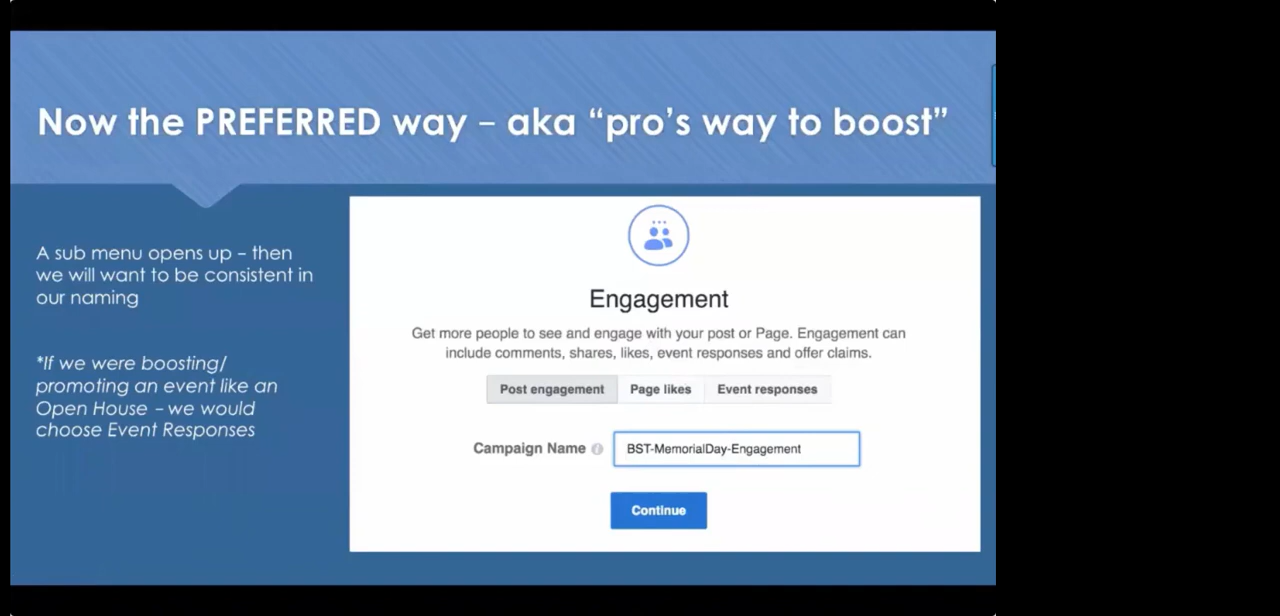 Now the PREFERRED way – aka “pro’s way to boost”
A sub menu opens up – then
we will want to be consistent in
our naming
*If we were boosting/
promoting an event like an
Open House – we would
choose Event Responses
Engagement
Get more people to see and engage with your post or Page. Engagement can
include comments, shares, likes, event responses and offer claims.
Post engagement Page likes Event responses
Campaign Name i BST-MemorialDay-Engagement
Continue